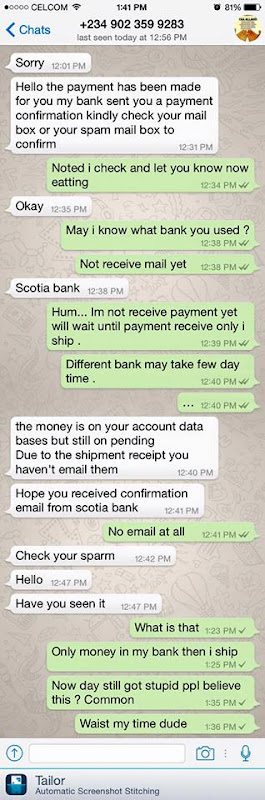 CELCOM
1:41 PM
81%
Chats
+234 902 359 9283
last seen today at 12:56 PM
Sorry 12:01 PM
Hello the payment has been made
for you my bank sent you a payment
confirmation kindly check your mail
box or your spam mail box to
confirm 12:31 PM
Noted i check and let you know now
eatting 12:34 PM
Okay 12:35 PM
May i know what bank you used ?
12:38 PM
Not receive mail yet 12:38 PM
Scotia bank 12:38 PM
Hum... Im not receive payment yet
will wait until payment receive only i
ship . 12:39 PM
Different bank may take few day
time . 12:40 PM
... 12:40 PM
the money is on your account data
bases but still on pending
Due to the shipment receipt you
haven't email them 12:40 PM
Hope you received confirmation
email from scotia bank 12:41 PM
No email at all 12:41 PM
Check your sparm 12:42 PM
Hello 12:47 PM
Have you seen it 12:47 PM
What is that 1:23 PM
Only money in my bank then i ship
1:25 PM
Now day still got stupid ppl believe
this ? Common 1:35 PM
Waist my time dude 1:36 PM
Tailor
Automatic Screenshot Stitching